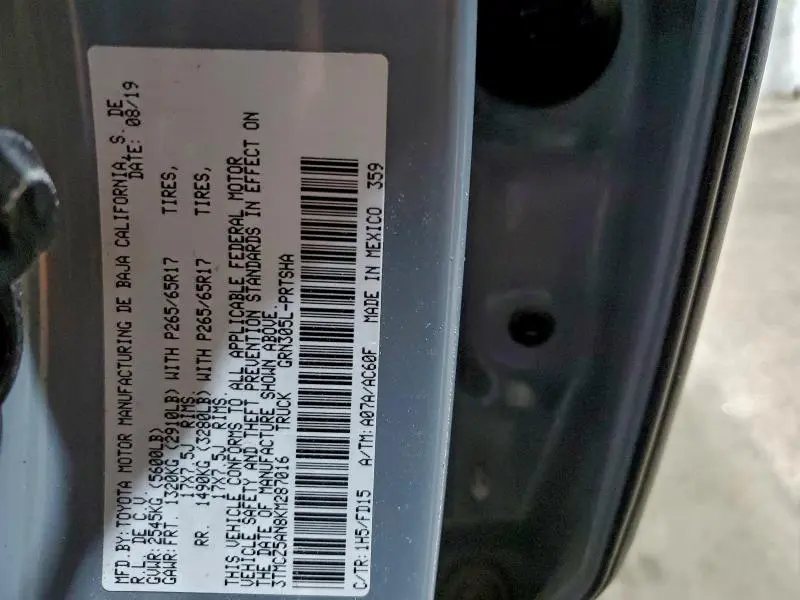 MFD.BY: TOYOTA MOTOR MANUFACTURING DE BAJA CALIFORNIA, S. DE
R.L. DE C.V. DATE: 08/19
GVWR: 2545KG (5600LB)
GAWR: FRT 1320KG (2910LB) WITH P265/65R17 TIRES,
17X7.5J RIMS
RR. 1490KG (3280LB) WITH P265/65R17 TIRES,
17X7.5J RIMS
THIS VEHICLE CONFORMS TO ALL APPLICABLE FEDERAL MOTOR
VEHICLE SAFETY AND THEFT PREVENTION STANDARDS IN EFFECT ON
THE DATE OF MANUFACTURE SHOWN ABOVE.
3TMCZ5AN8KM287016 TRUCK GRN305L-PRTSHA
C/TR:1H5/FD15 A/TM:A07A/AC60F MADE IN MEXICO 359